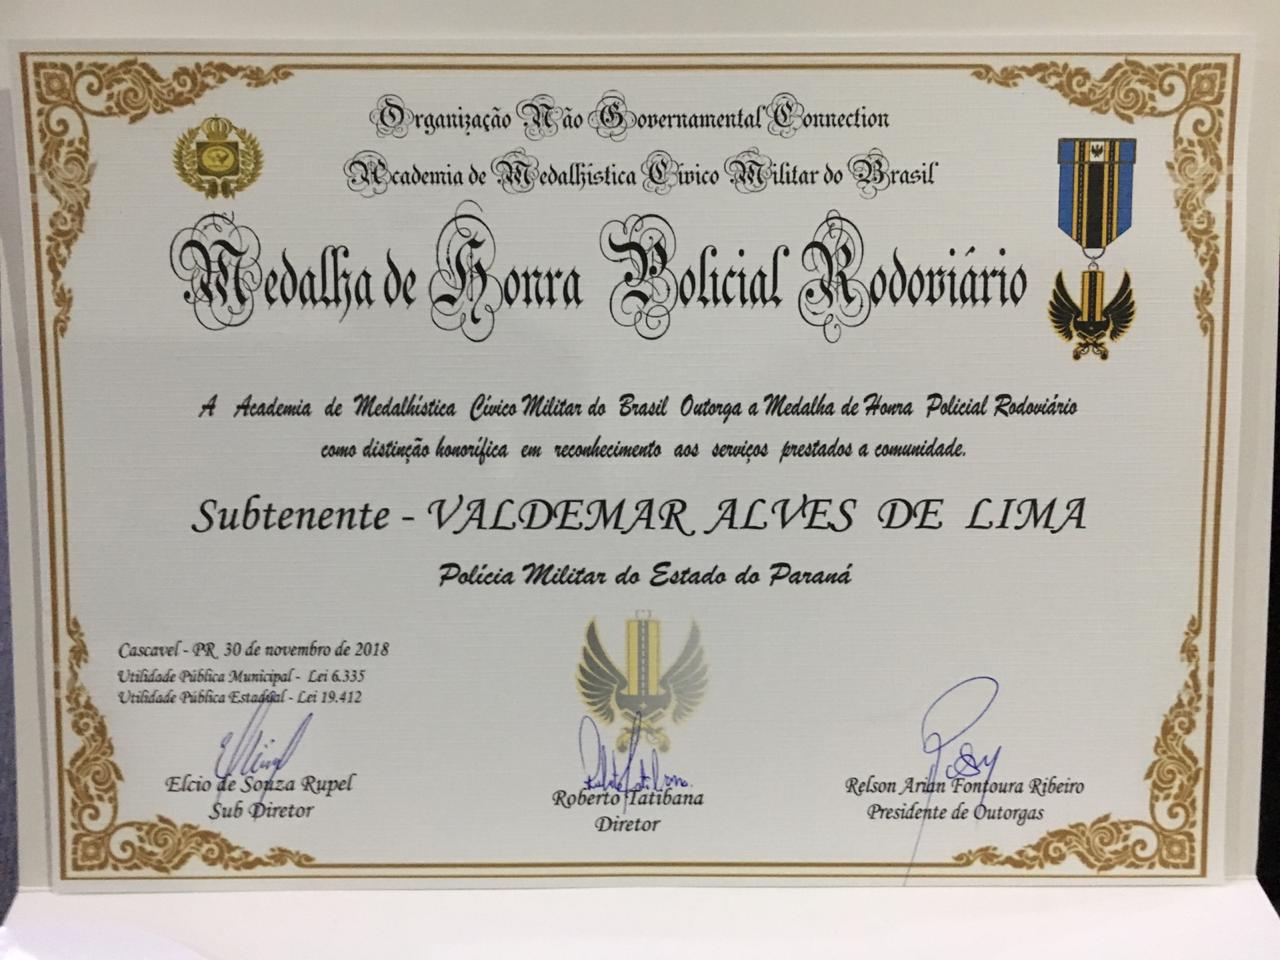 Organização Não Governamental Connection
Academia de Medalhística Cívico Militar do Brasil
Medalha de Honra Policial Rodoviário
A Academia de Medalhística Cívico Militar do Brasil Outorga a Medalha de Honra Policial Rodoviário
como distinção honorífica em reconhecimento aos serviços prestados a comunidade.
Subtenente - VALDEMAR ALVES DE LIMA
Polícia Militar do Estado do Paraná
Cascavel - PR, 30 de novembro de 2018
Utilidade Pública Municipal - Lei 6.335
Utilidade Pública Estadual - Lei 19.412
Elcio de Souza Rupel
Sub Diretor
Roberto Tatibana
Diretor
Relson Arian Fontoura Ribeiro
Presidente de Outorgas